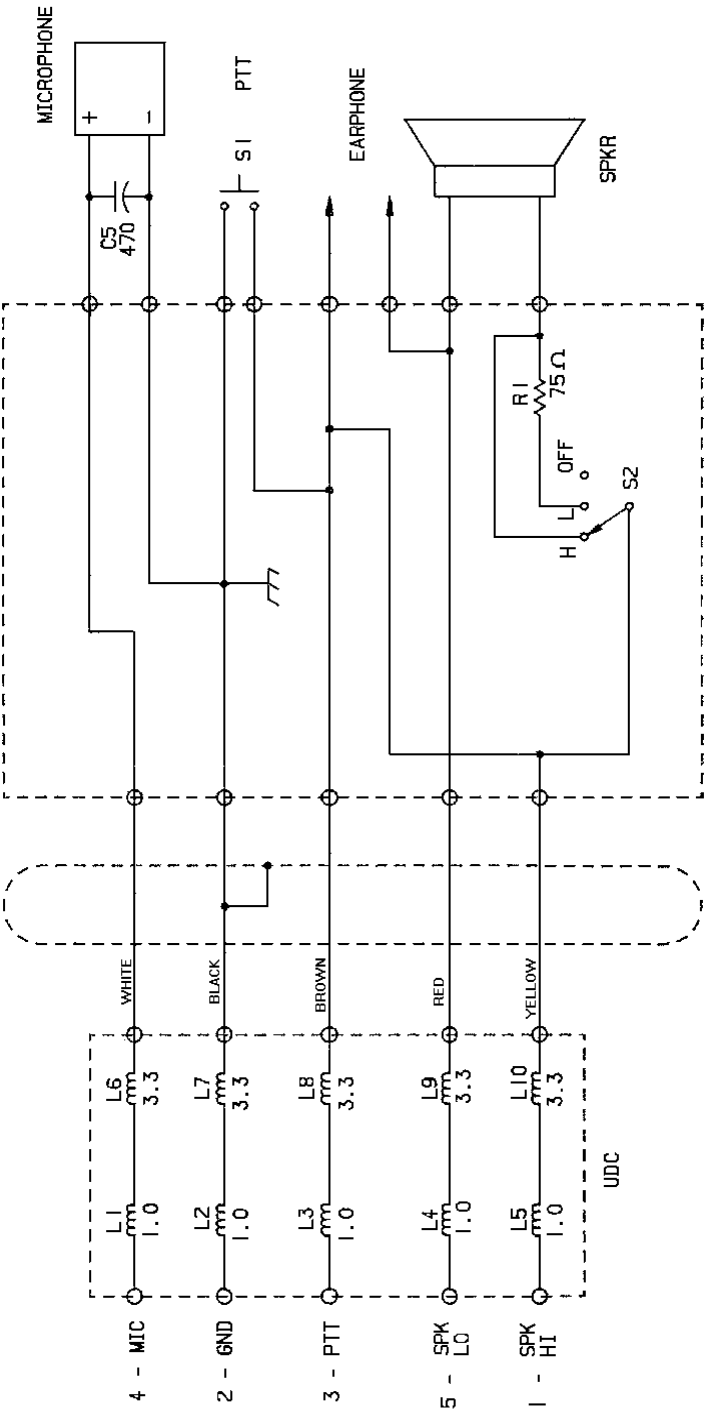 MICROPHONE
+
-
C5
470
S1 PTT
EARPHONE
SPKR
R1
75Ω
OFF
L
H
S2
WHITE
BLACK
BROWN
RED
YELLOW
L6
3.3
L7
3.3
L8
3.3
L9
3.3
L10
3.3
L1
1.0
L2
1.0
L3
1.0
L4
1.0
L5
1.0
UDC
4 - MIC
2 - GND
3 - PTT
5 - SPK
LO
1 - SPK
HI